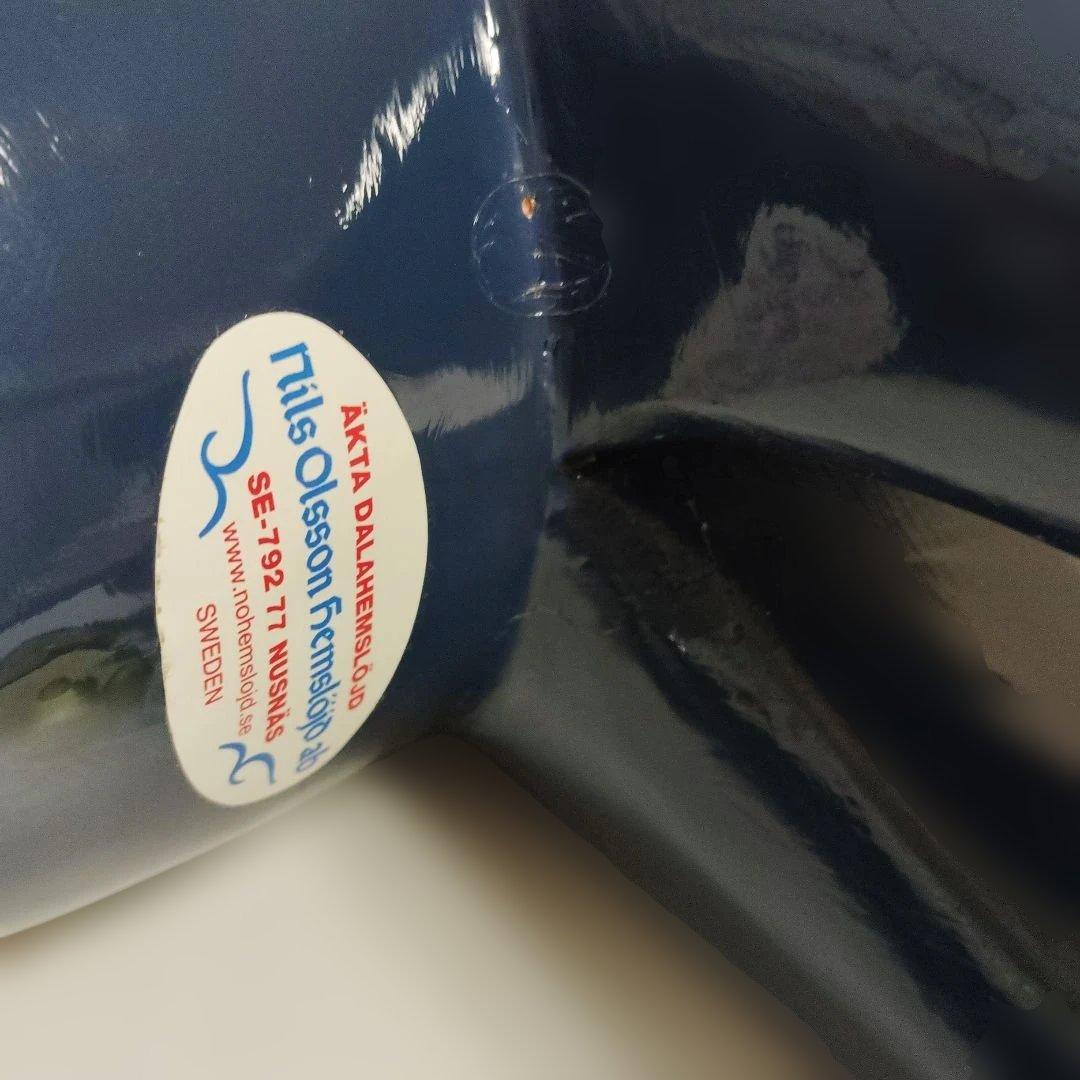 ÄKTA DALAHEMSLÖJD
Nils Olsson Hemslöjd ab
SE-792 77 NUSNÄS
www.nohemslojd.se
SWEDEN